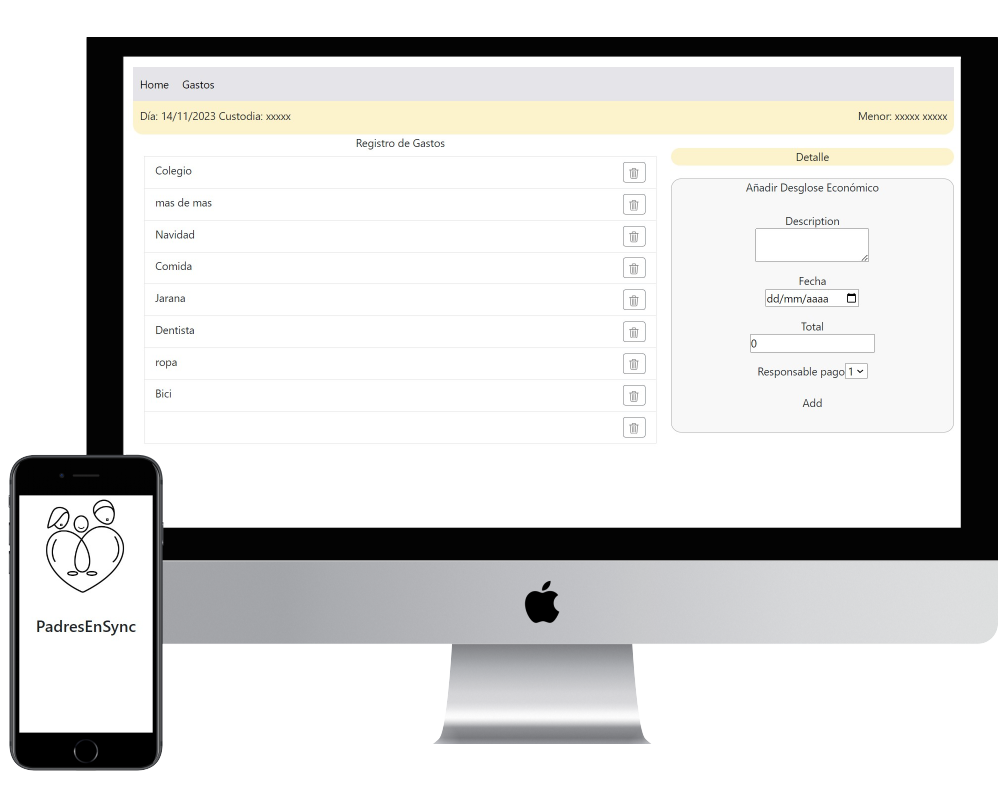 Home Gastos
Día: 14/11/2023 Custodia: xxxxx Menor: xxxxx xxxxx
Registro de Gastos
Colegio
mas de mas
Navidad
Comida
Jarana
Dentista
ropa
Bici
Detalle
Añadir Desglose Económico
Description
Fecha
dd/mm/aaaa
Total
0
Responsable pago 1
Add
PadresEnSync